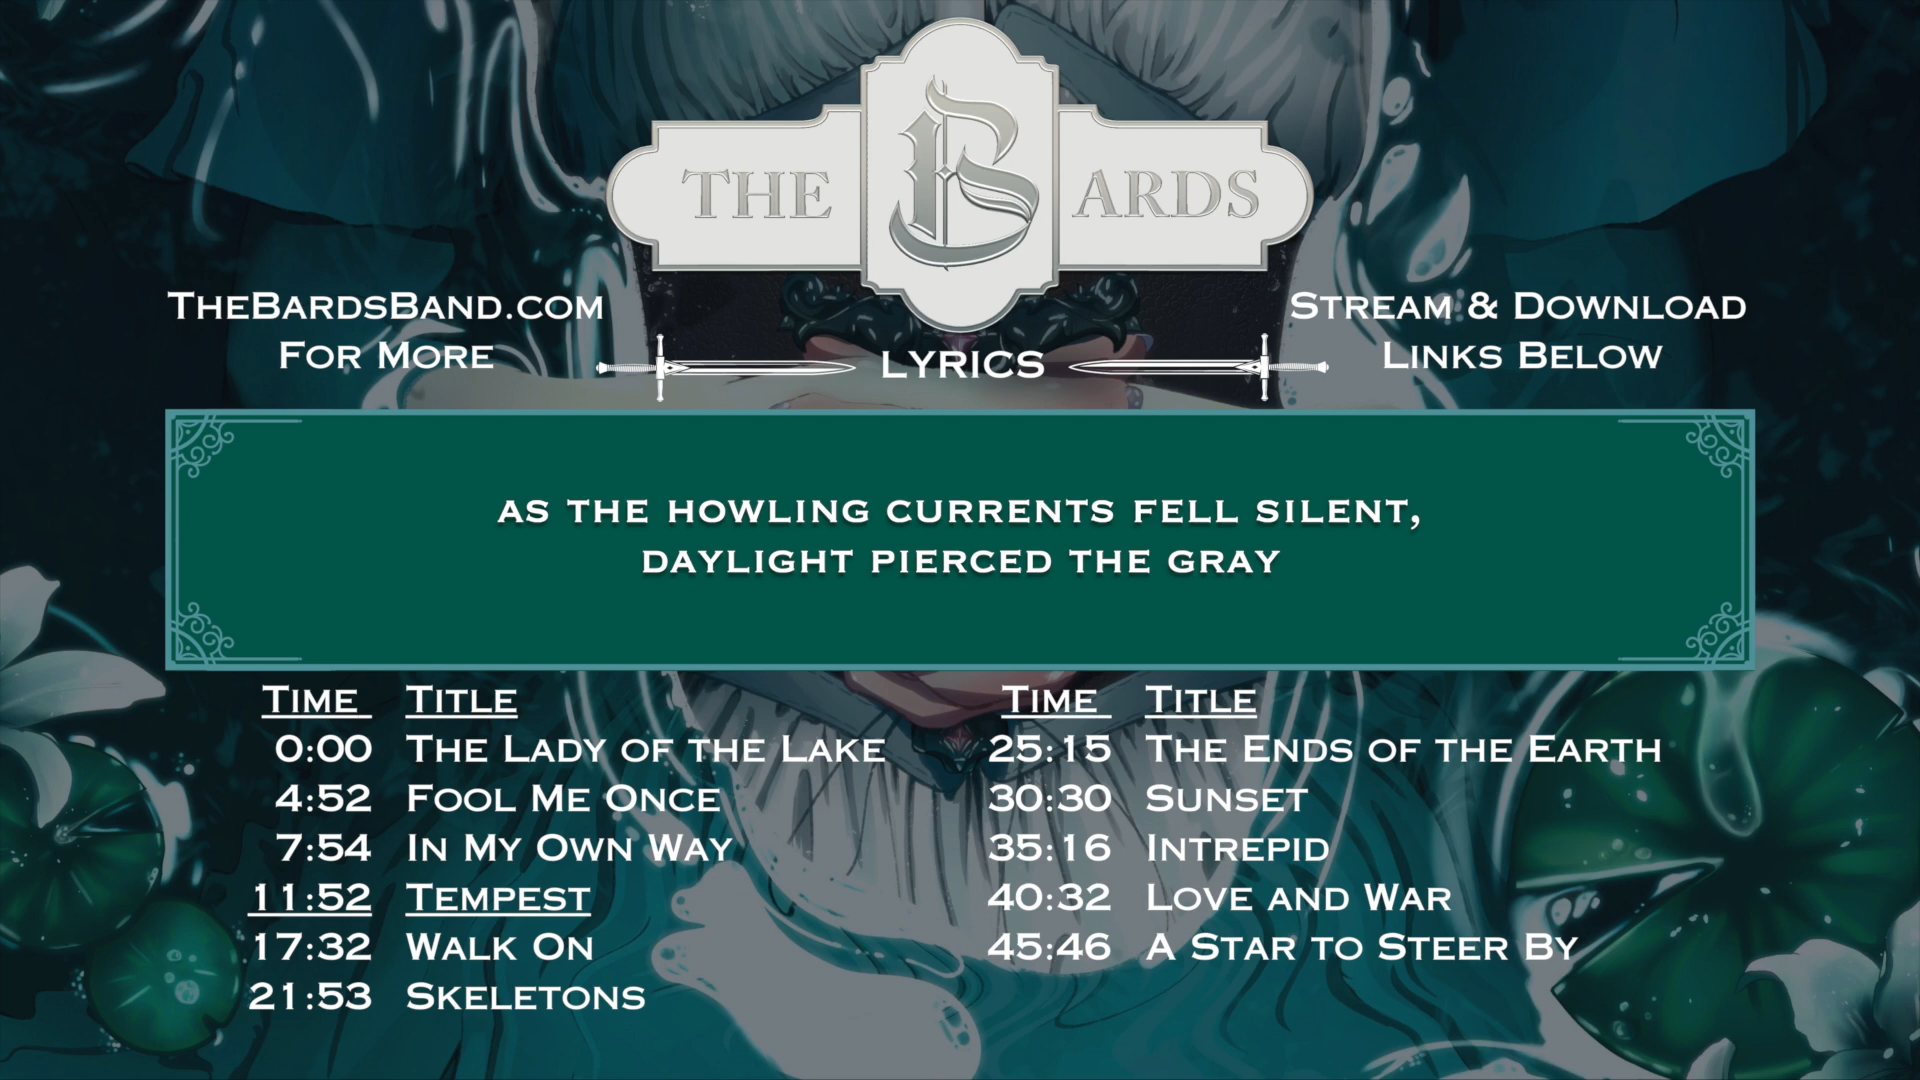 THE BARDS
THEBARDSBAND.COM
FOR MORE
STREAM & DOWNLOAD
LINKS BELOW
LYRICS
AS THE HOWLING CURRENTS FELL SILENT,
DAYLIGHT PIERCED THE GRAY
TIME TITLE
0:00 THE LADY OF THE LAKE
4:52 FOOL ME ONCE
7:54 IN MY OWN WAY
11:52 TEMPEST
17:32 WALK ON
21:53 SKELETONS
TIME TITLE
25:15 THE ENDS OF THE EARTH
30:30 SUNSET
35:16 INTREPID
40:32 LOVE AND WAR
45:46 A STAR TO STEER BY